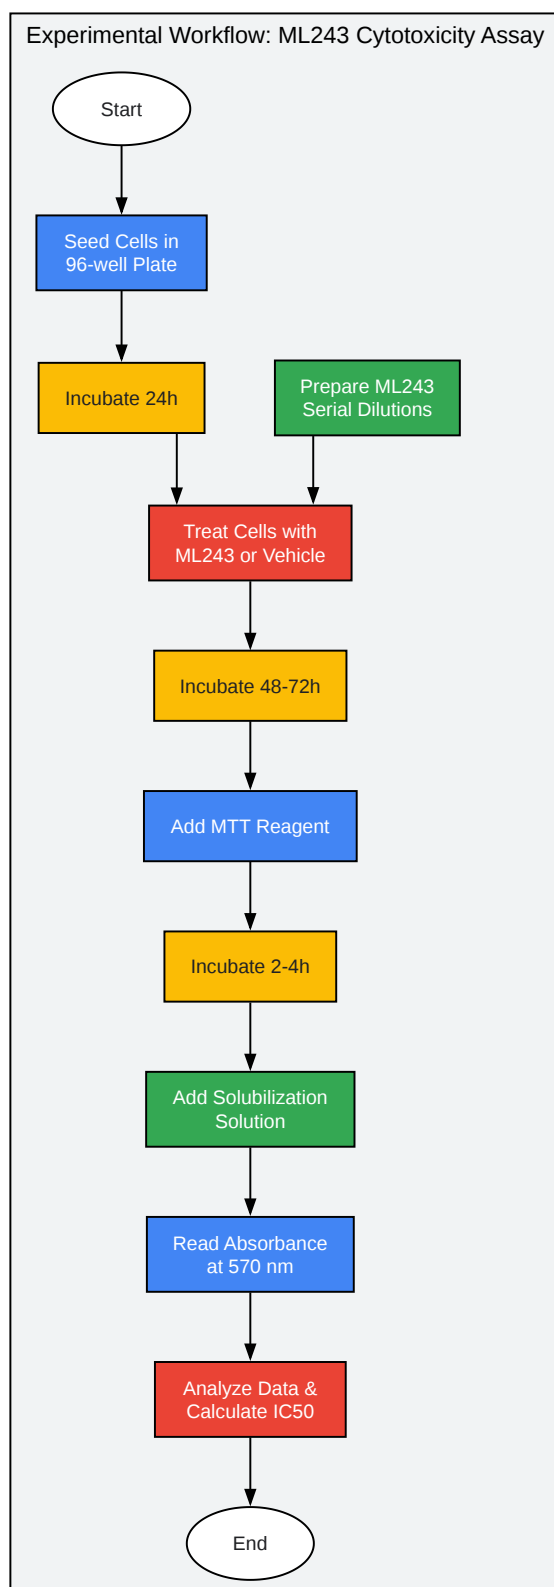 Experimental Workflow: ML243 Cytotoxicity Assay
Start
Seed Cells in
96-well Plate
Incubate 24h
Prepare ML243
Serial Dilutions
Treat Cells with
ML243 or Vehicle
Incubate 48-72h
Add MTT Reagent
Incubate 2-4h
Add Solubilization
Solution
Read Absorbance
at 570 nm
Analyze Data &
Calculate IC50
End